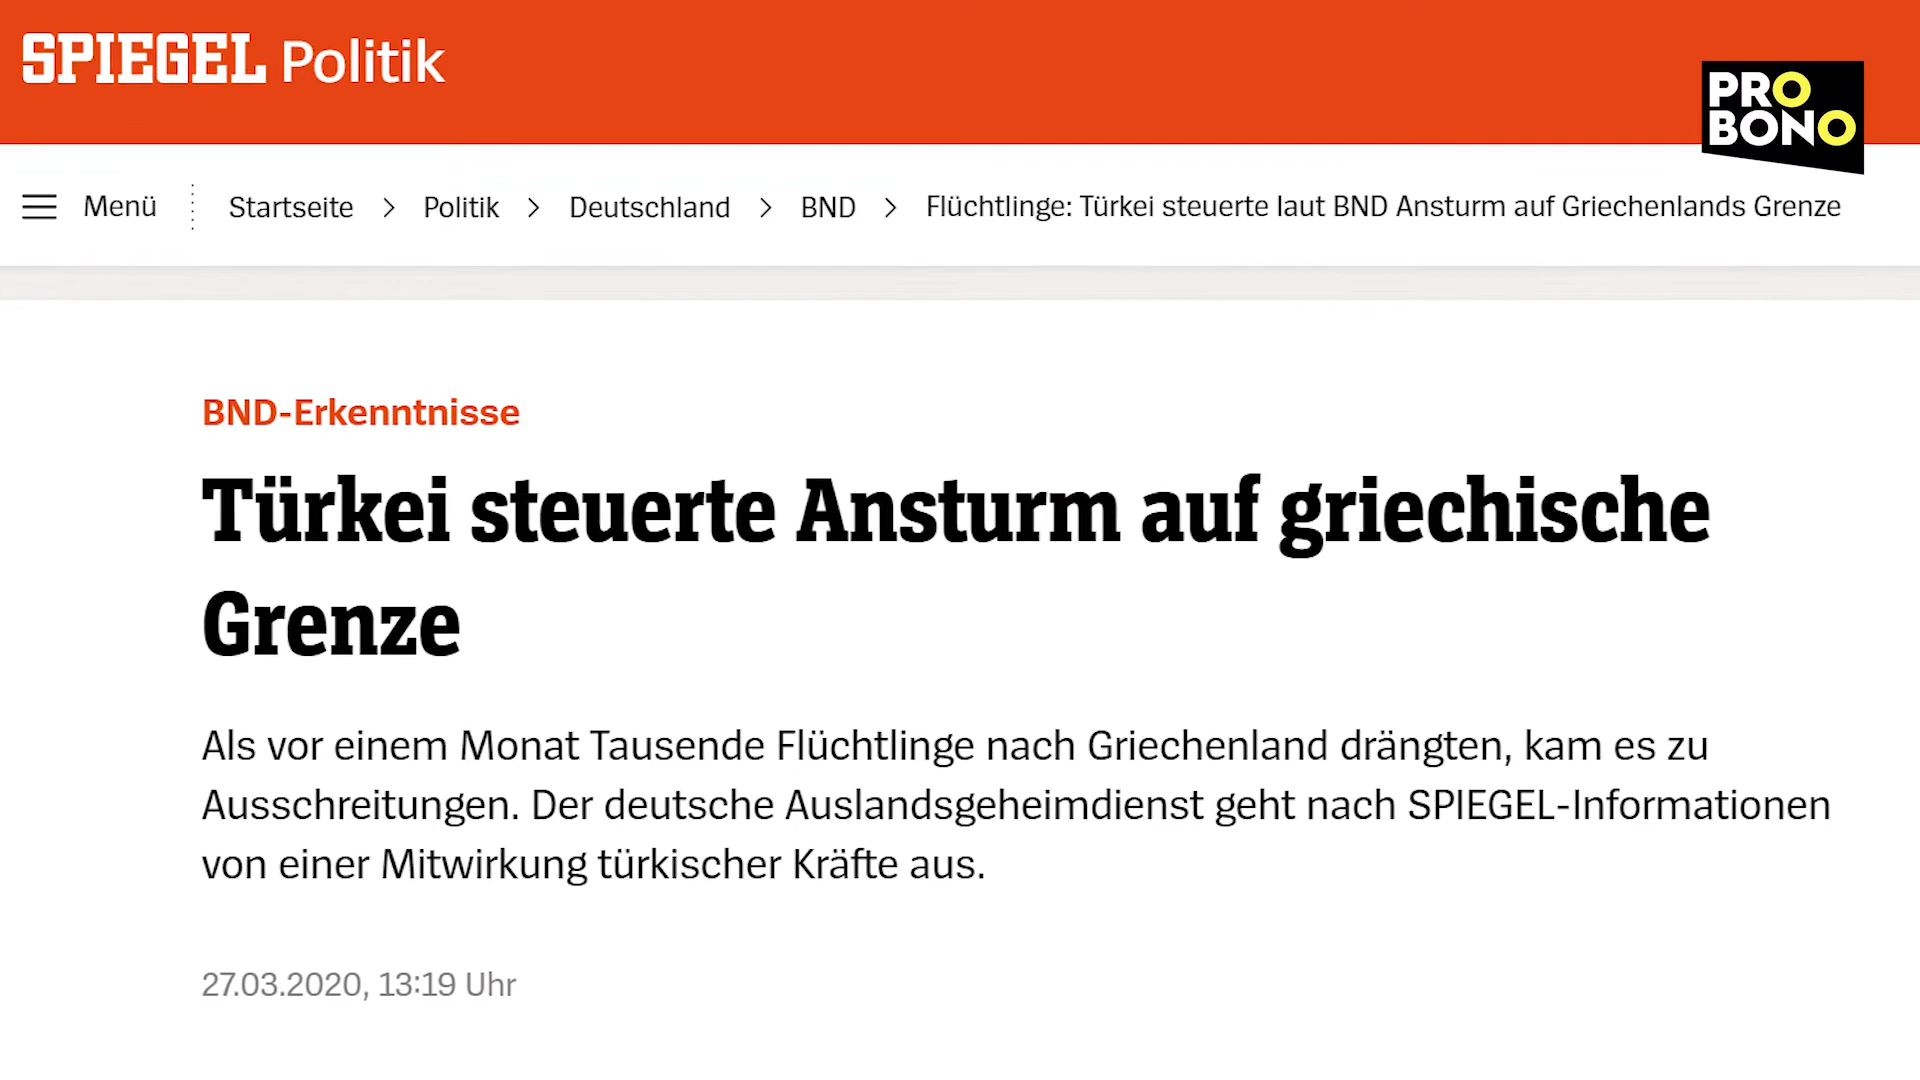 SPIEGEL Politik
PRO
BONO
Menü
Startseite > Politik > Deutschland > BND > Flüchtlinge: Türkei steuerte laut BND Ansturm auf Griechenlands Grenze
BND-Erkenntnisse
Türkei steuerte Ansturm auf griechische
Grenze
Als vor einem Monat Tausende Flüchtlinge nach Griechenland drängten, kam es zu
Ausschreitungen. Der deutsche Auslandsgeheimdienst geht nach SPIEGEL-Informationen
von einer Mitwirkung türkischer Kräfte aus.
27.03.2020, 13:19 Uhr